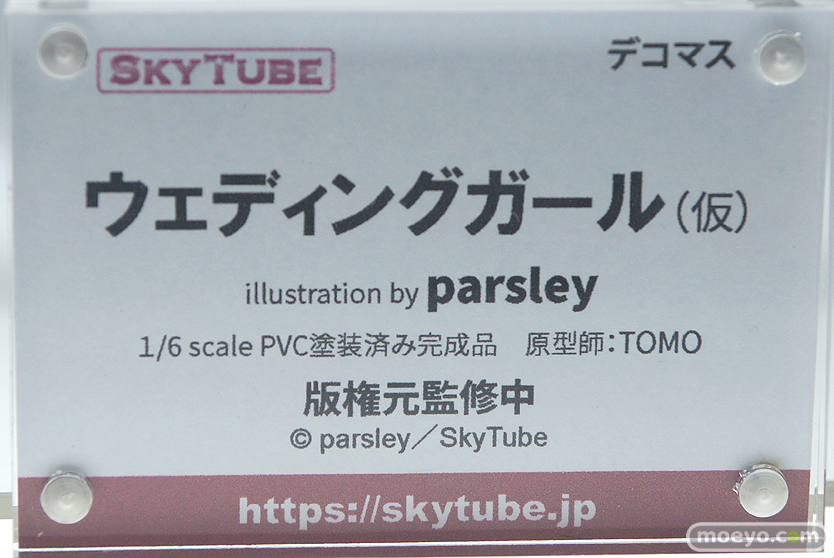 SKYTUBE
デコマス
ウェディングガール(仮)
illustration by parsley
1/6 scale PVC塗装済み完成品　原型師：TOMO
版権元監修中
© parsley／SkyTube
https://skytube.jp
moeyo.com